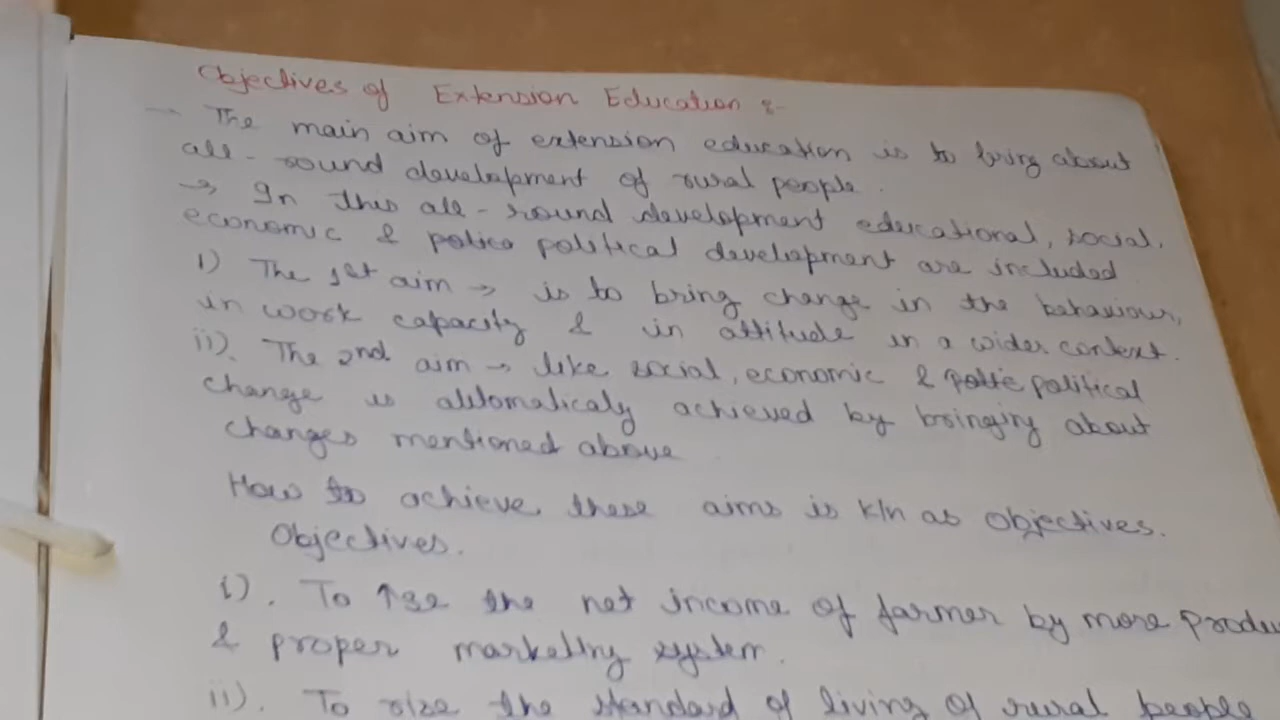 Objectives of Extension Education :-
The main aim of extension education is to bring about
all-round development of rural people.
→ In this all-round development educational, social,
economic & political development are included
i) The 1st aim → is to bring change in the behaviour,
in work capacity & in attitude in a wider context.
ii). The 2nd aim → like social, economic & political
change is automaticaly achieved by bringing about
changes mentioned above
How to achieve these aims is k/n as objectives.
Objectives.
i). To ↑se the net income of farmer by more produ
& proper marketing system.
ii). To rise the standard of living of rural people